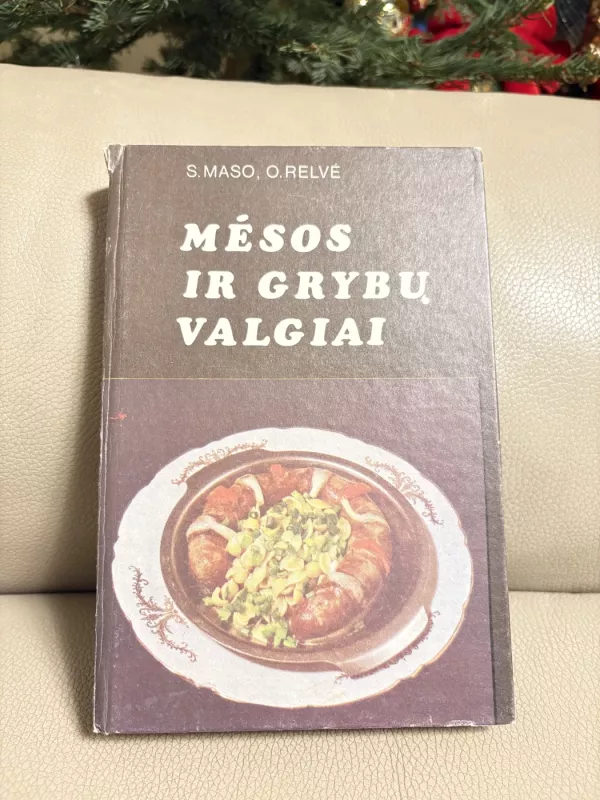 S. MASO, O. RELVĖ
MĖSOS
IR GRYBŲ
VALGIAI